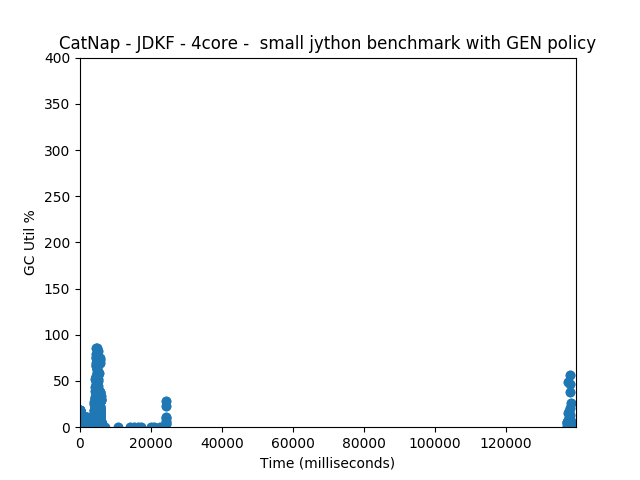 CatNap - JDKF - 4core -  small jython benchmark with GEN policy
400
350
300
250
200
150
100
50
0
GC Util %
0 20000 40000 60000 80000 100000 120000
Time (milliseconds)